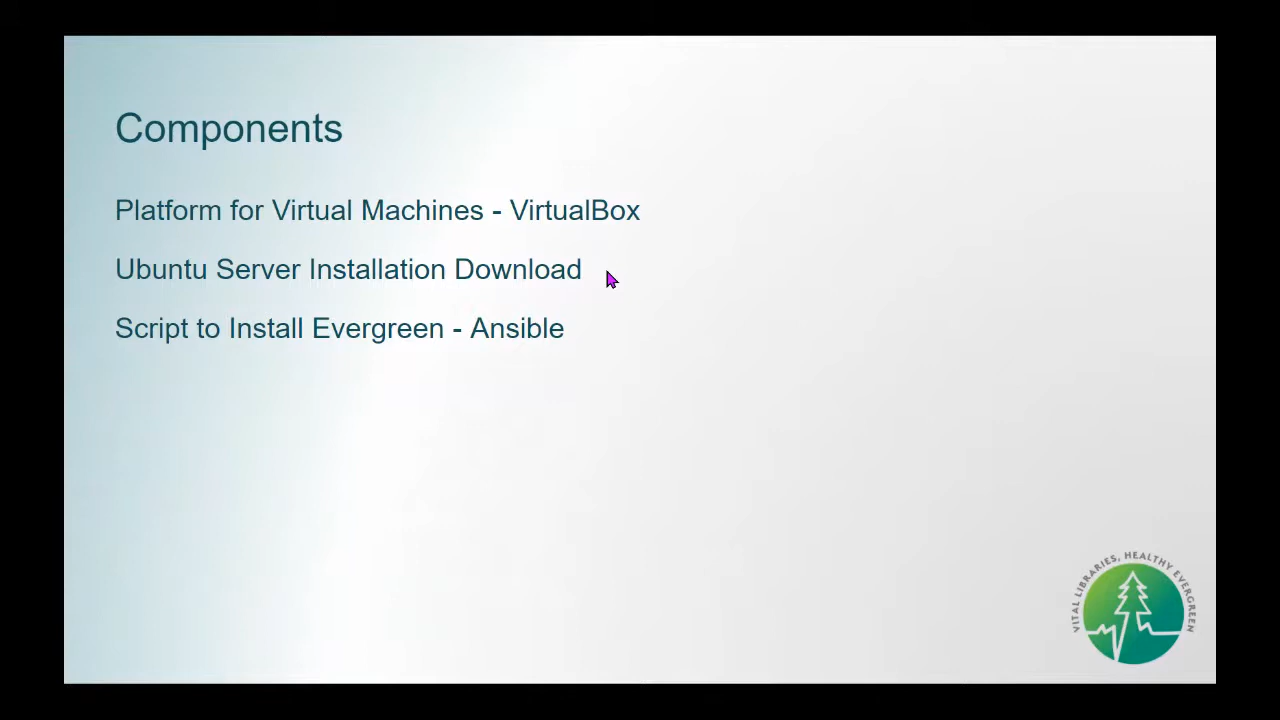 Components
Platform for Virtual Machines - VirtualBox
Ubuntu Server Installation Download
Script to Install Evergreen - Ansible
VITAL LIBRARIES, HEALTHY EVERGREEN